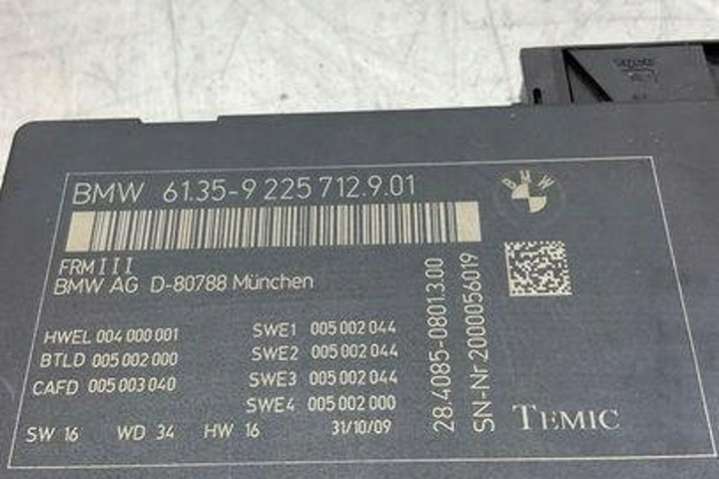 BMW 61.35-9 225 712.9.01
BMW
FRM III
BMW AG D-80788 München
HWEL 004 000 001
BTLD 005 002 000
CAFD 005 003 040
SWE1 005 002 044
SWE2 005 002 044
SWE3 005 002 044
SWE4 005 002 000
SW 16 WD 34 HW 16 31/10/09
28.4085-0801.3.00
SN-Nr 2000056019
TEMIC